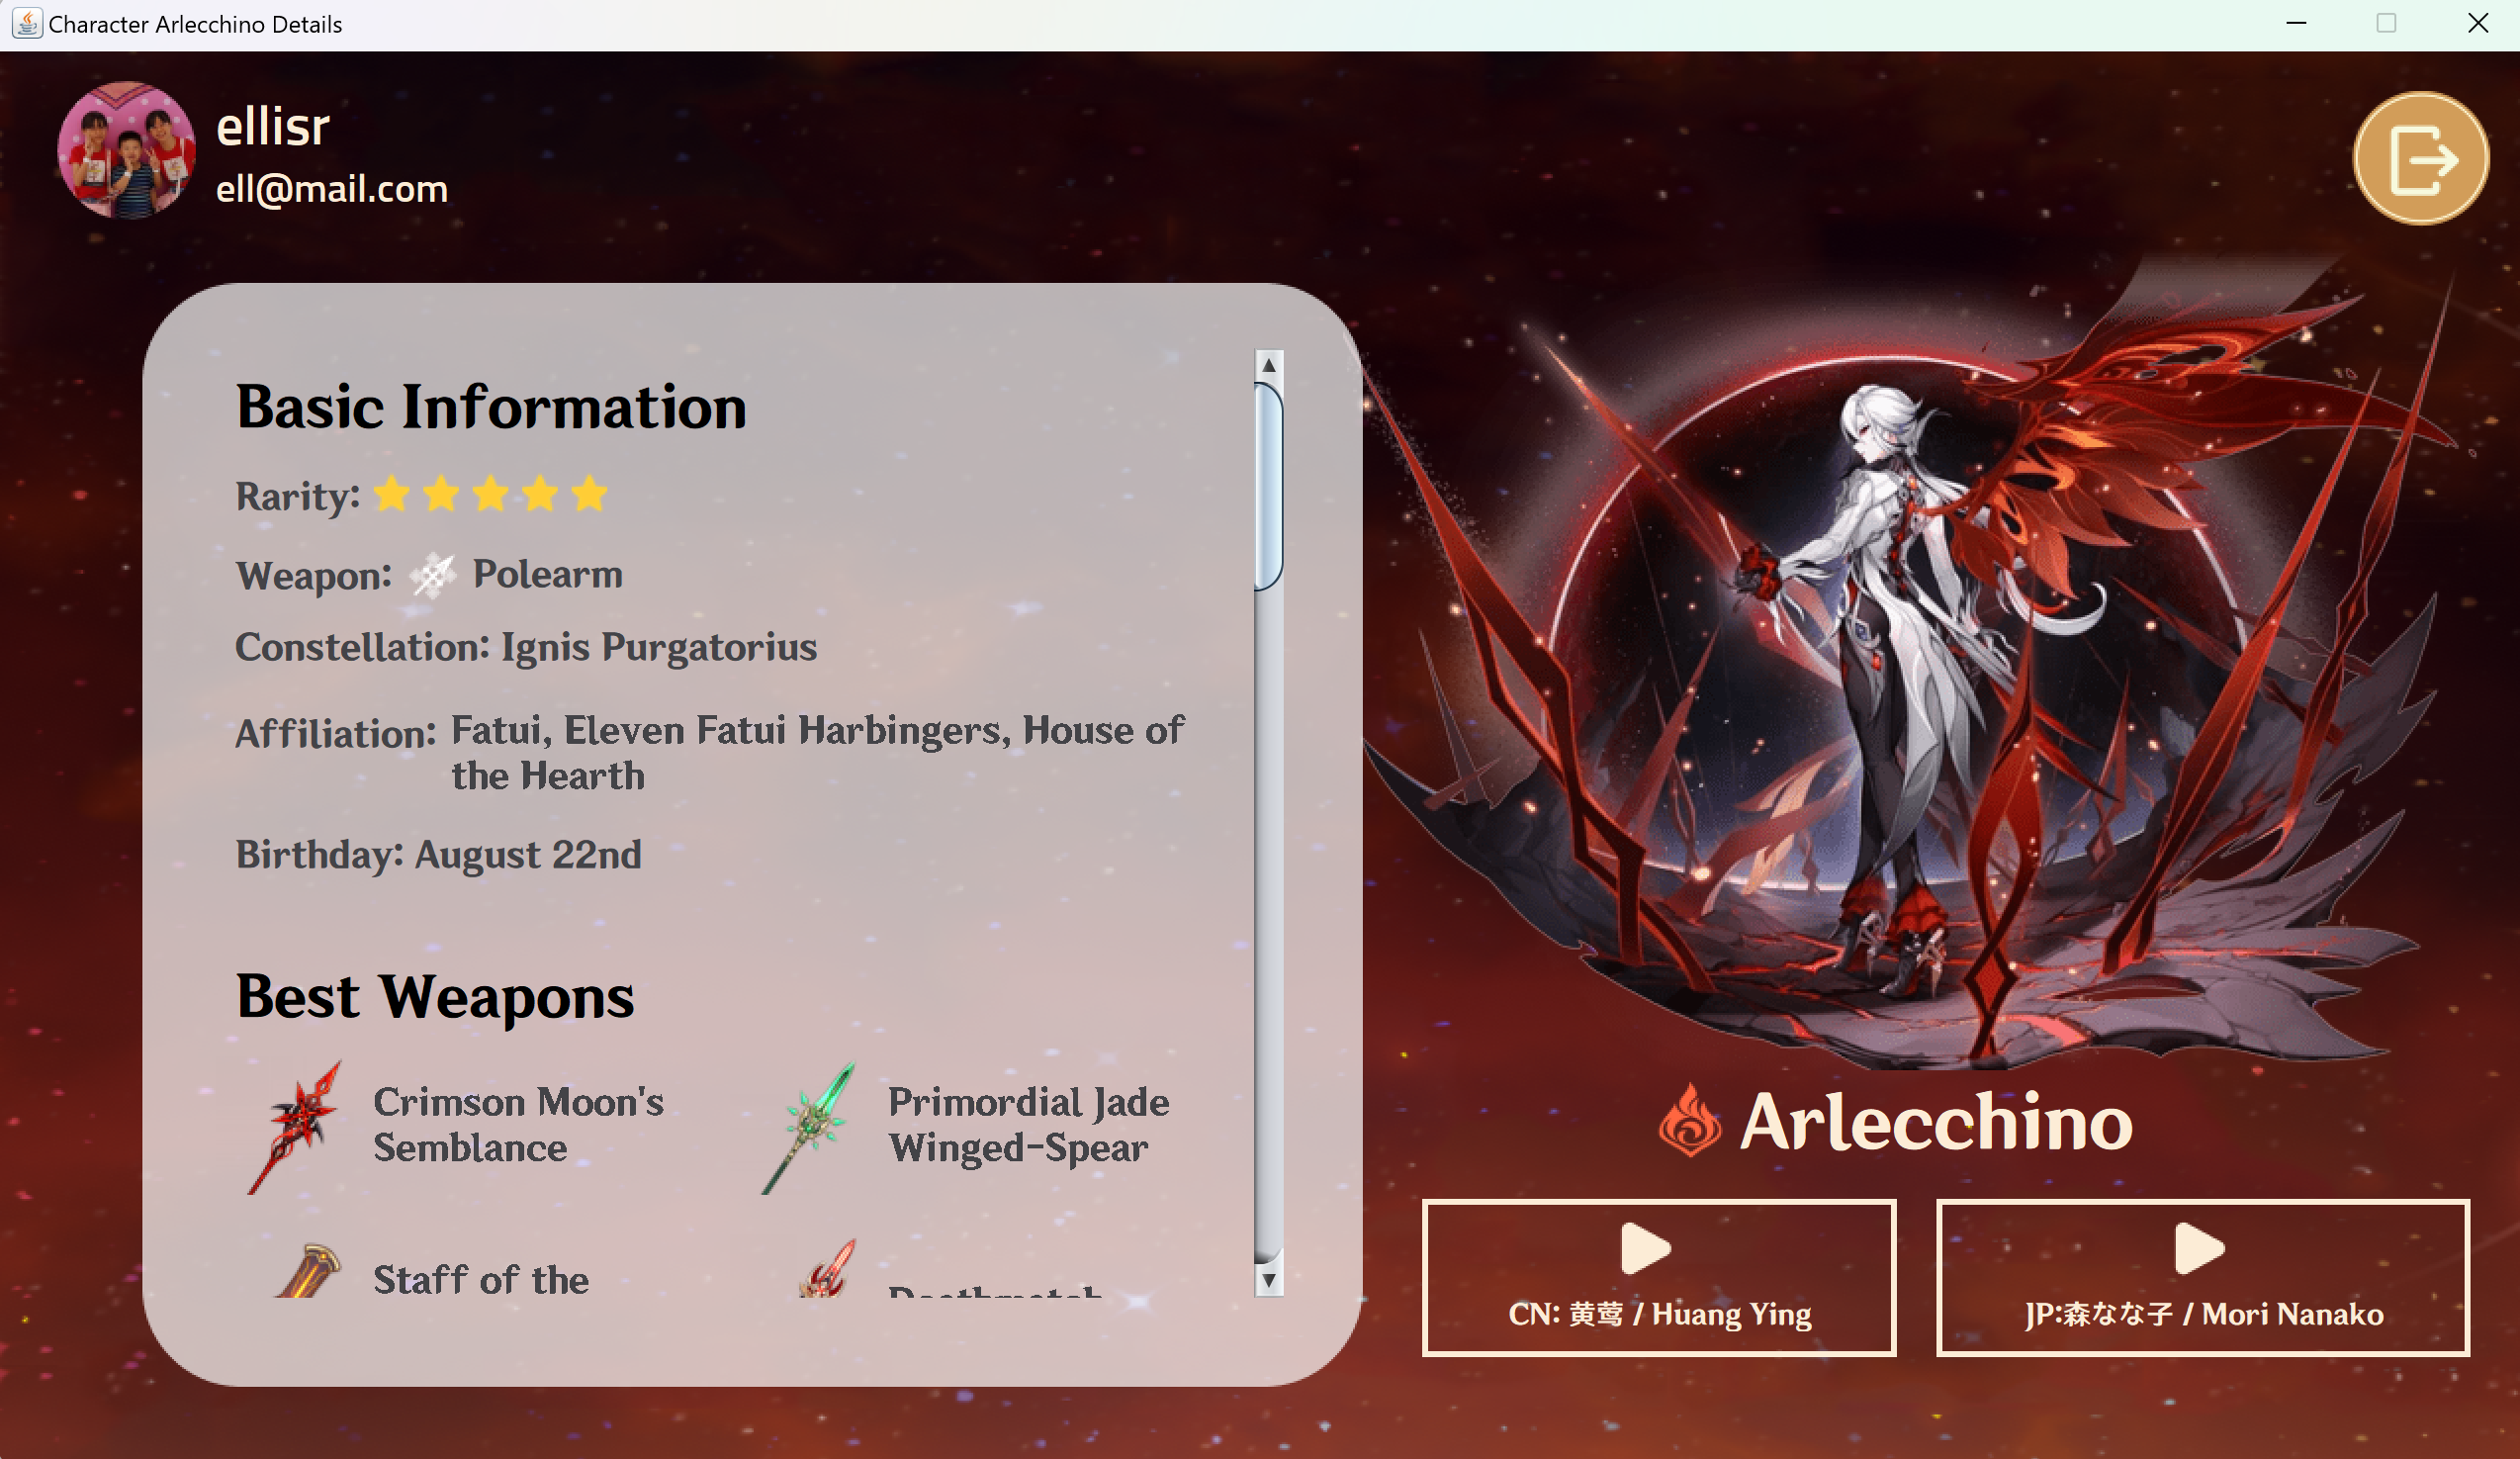 Character Arlecchino Details
ellisr
ell@mail.com
Basic Information
Rarity:
Weapon: Polearm
Constellation: Ignis Purgatorius
Affiliation: Fatui, Eleven Fatui Harbingers, House of
the Hearth
Birthday: August 22nd
Best Weapons
Crimson Moon's
Semblance
Primordial Jade
Winged-Spear
Staff of the
Deathmatch
Arlecchino
CN: 黄莺 / Huang Ying
JP:森なな子 / Mori Nanako